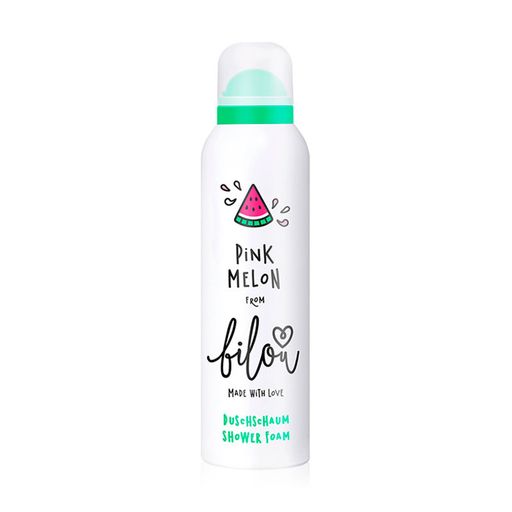 PINK
MELON
FROM
bilou
MADE WITH LOVE
DUSCHSCHAUM
SHOWER FOAM